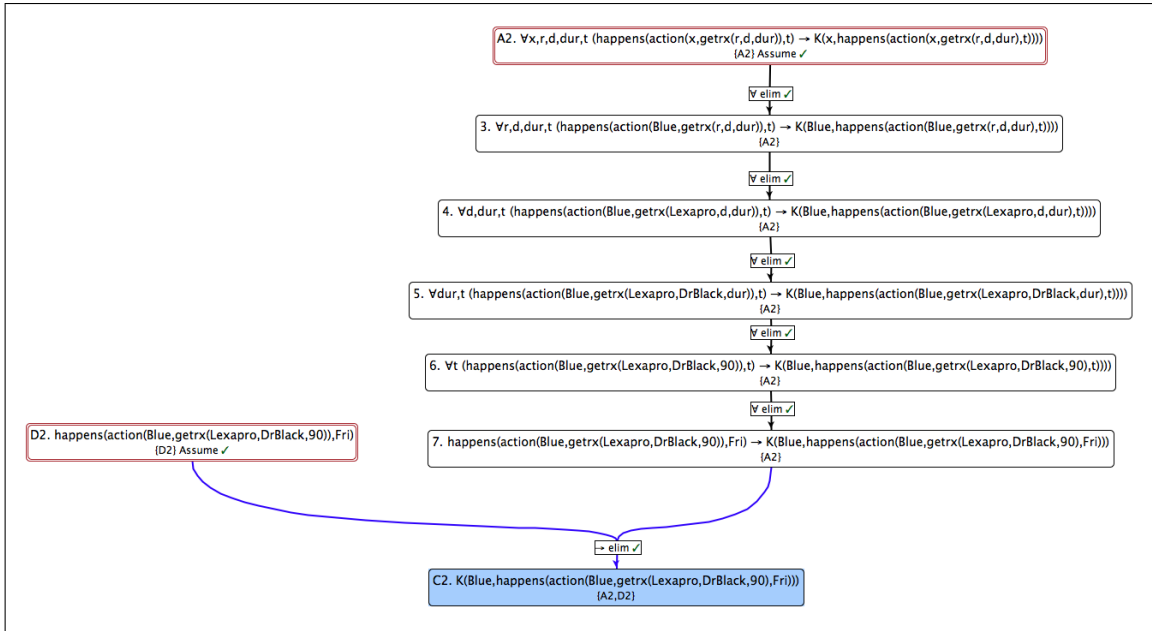 A2. ∀x,r,d,dur,t (happens(action(x,getrx(r,d,dur)),t) → K(x,happens(action(x,getrx(r,d,dur),t))))
{A2} Assume ✓
∀ elim ✓
3. ∀r,d,dur,t (happens(action(Blue,getrx(r,d,dur)),t) → K(Blue,happens(action(Blue,getrx(r,d,dur),t))))
{A2}
∀ elim ✓
4. ∀d,dur,t (happens(action(Blue,getrx(Lexapro,d,dur)),t) → K(Blue,happens(action(Blue,getrx(Lexapro,d,dur),t))))
{A2}
∀ elim ✓
5. ∀dur,t (happens(action(Blue,getrx(Lexapro,DrBlack,dur)),t) → K(Blue,happens(action(Blue,getrx(Lexapro,DrBlack,dur),t))))
{A2}
∀ elim ✓
6. ∀t (happens(action(Blue,getrx(Lexapro,DrBlack,90)),t) → K(Blue,happens(action(Blue,getrx(Lexapro,DrBlack,90),t))))
{A2}
∀ elim ✓
D2. happens(action(Blue,getrx(Lexapro,DrBlack,90)),Fri)
{D2} Assume ✓
7. happens(action(Blue,getrx(Lexapro,DrBlack,90)),Fri) → K(Blue,happens(action(Blue,getrx(Lexapro,DrBlack,90),Fri)))
{A2}
→ elim ✓
C2. K(Blue,happens(action(Blue,getrx(Lexapro,DrBlack,90),Fri)))
{A2,D2}